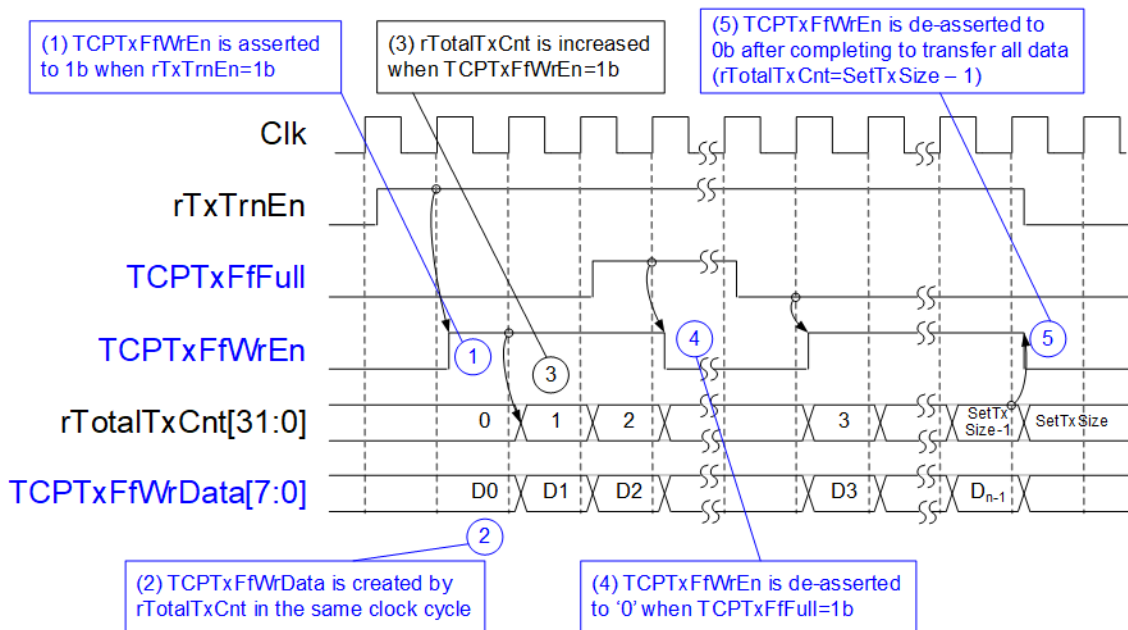 (1) TCPTxFfWrEn is asserted
to 1b when rTxTrnEn=1b
(3) rTotalTxCnt is increased
when TCPTxFfWrEn=1b
(5) TCPTxFfWrEn is de-asserted to
0b after completing to transfer all data
(rTotalTxCnt=SetTxSize – 1)
Clk
rTxTrnEn
TCPTxFfFull
TCPTxFfWrEn
1
3
4
5
rTotalTxCnt[31:0]
0
1
2
3
SetTx
Size-1
SetTxSize
TCPTxFfWrData[7:0]
D0
D1
D2
D3
Dn-1
2
(2) TCPTxFfWrData is created by
rTotalTxCnt in the same clock cycle
(4) TCPTxFfWrEn is de-asserted
to ‘0’ when TCPTxFfFull=1b